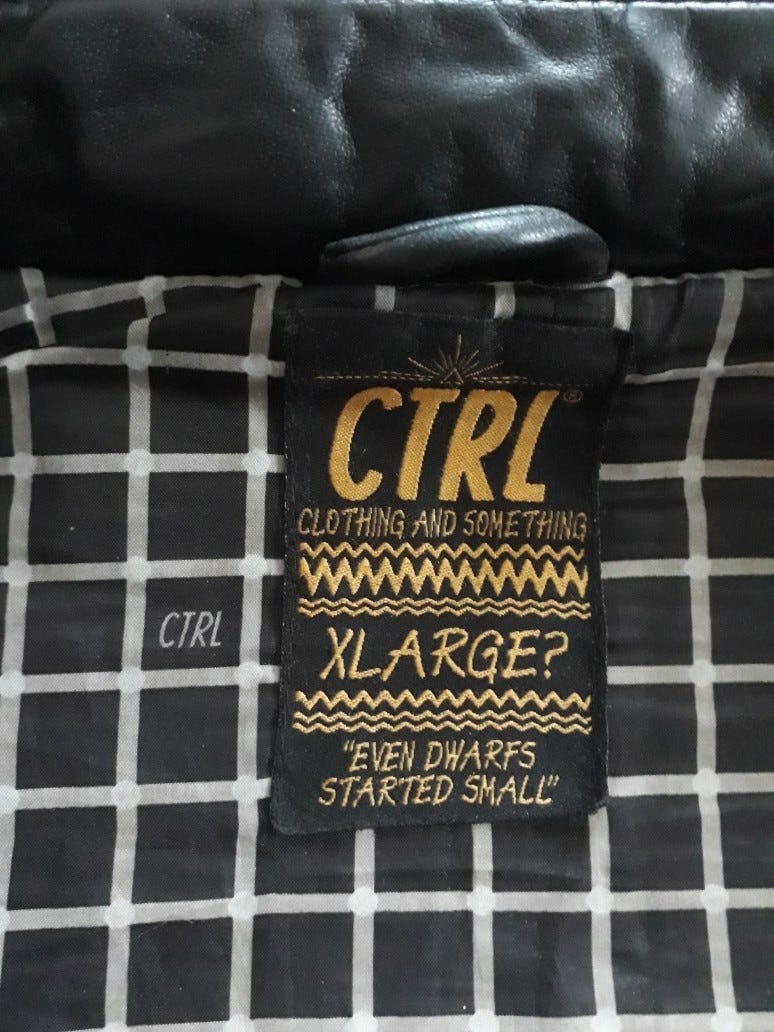 CTRL®
CLOTHING AND SOMETHING
CTRL
XLARGE?
"EVEN DWARFS
STARTED SMALL"